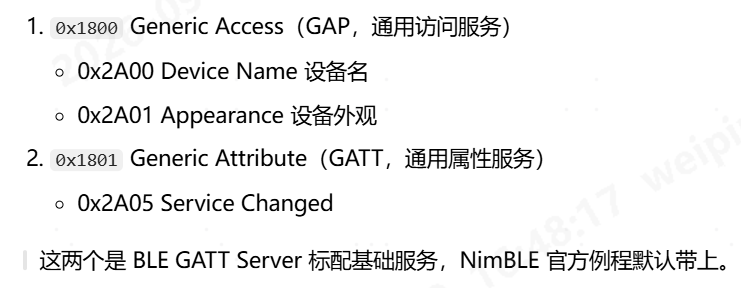 1. 0x1800 Generic Access（GAP，通用访问服务）
0x2A00 Device Name 设备名
0x2A01 Appearance 设备外观
2. 0x1801 Generic Attribute（GATT，通用属性服务）
0x2A05 Service Changed
这两个是 BLE GATT Server 标配基础服务，NimBLE 官方例程默认带上。